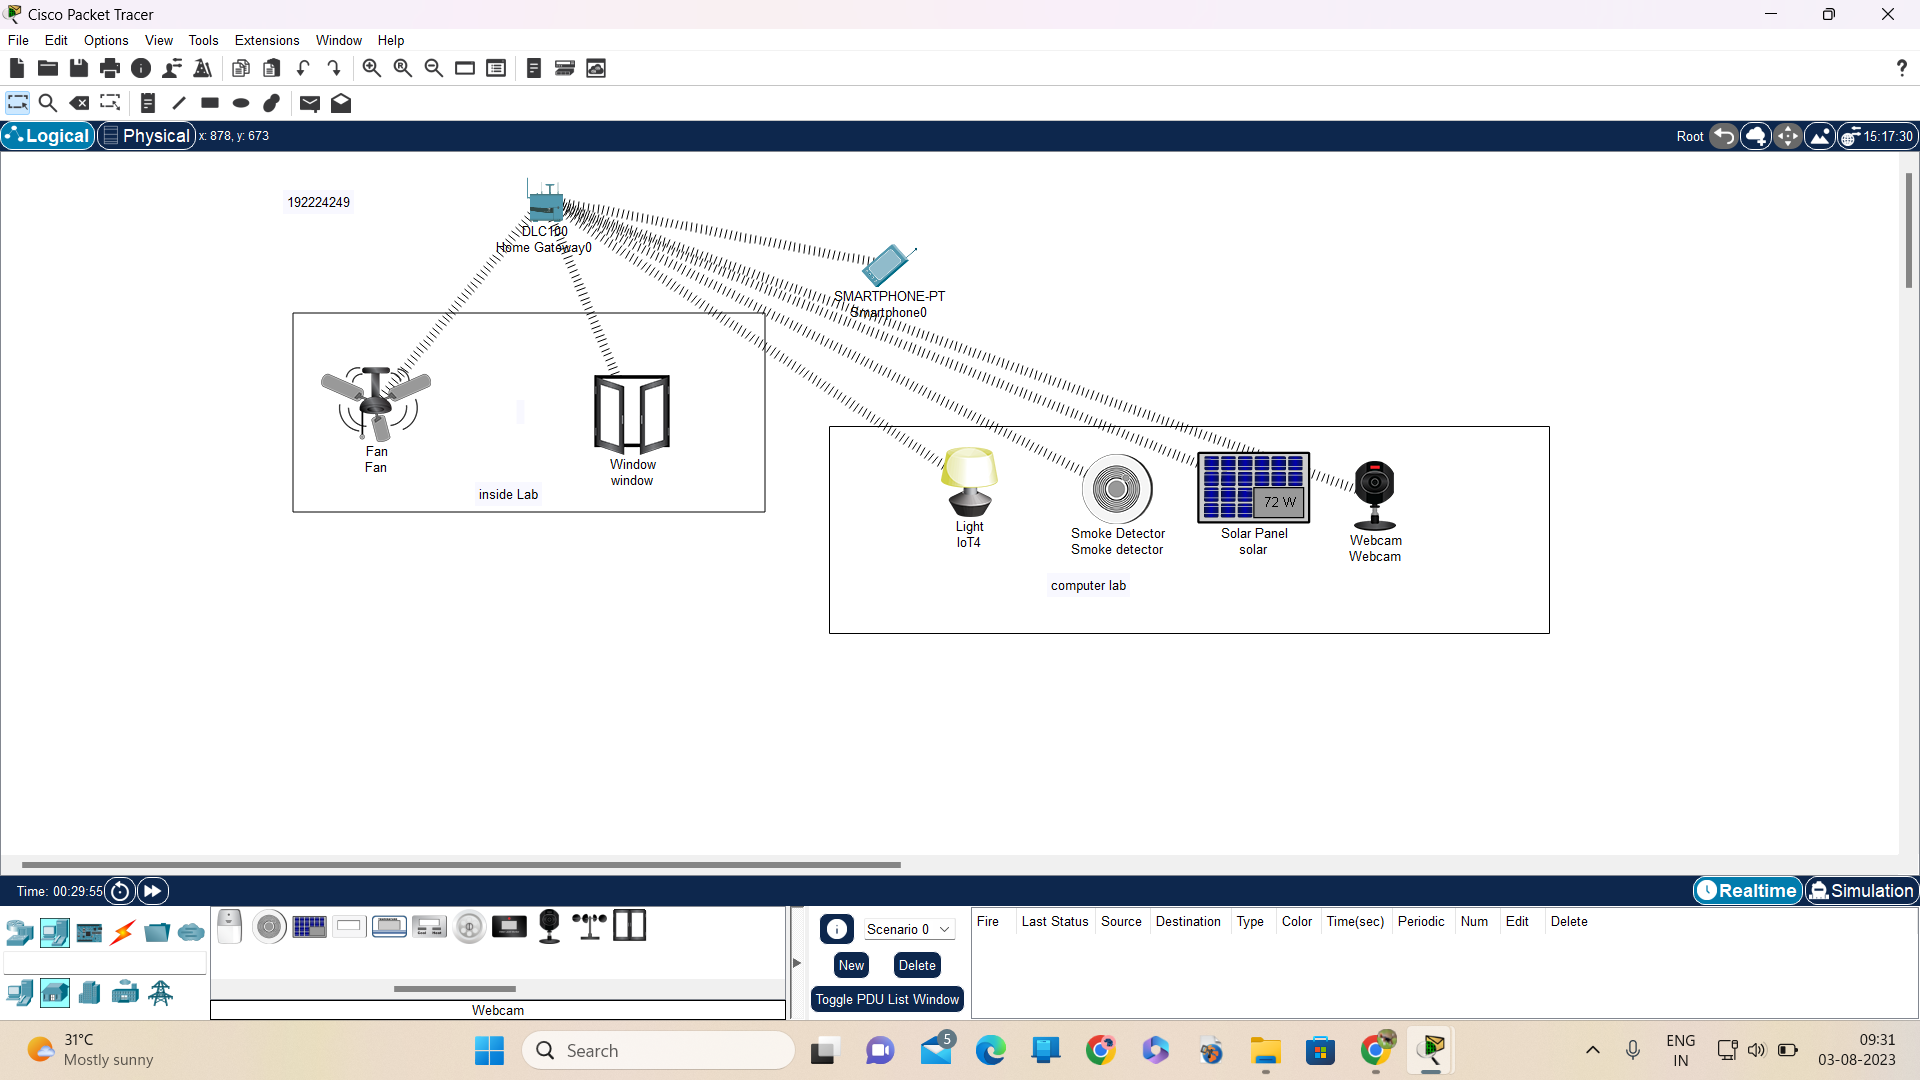 Cisco Packet Tracer
File Edit Options View Tools Extensions Window Help
?
Logical Physical x: 878, y: 673 Root 15:17:30
192224249
DLC100
Home Gateway0
SMARTPHONE-PT
Smartphone0
Fan
Fan
Window
window
inside Lab
72 W
Light
IoT4
Smoke Detector
Smoke detector
Solar Panel
solar
Webcam
Webcam
computer lab
Time: 00:29:55 Realtime Simulation
Scenario 0
New Delete
Toggle PDU List Window
Fire Last Status Source Destination Type Color Time(sec) Periodic Num Edit Delete
Webcam
31°C
Mostly sunny
Search
5
ENG
IN
09:31
03-08-2023